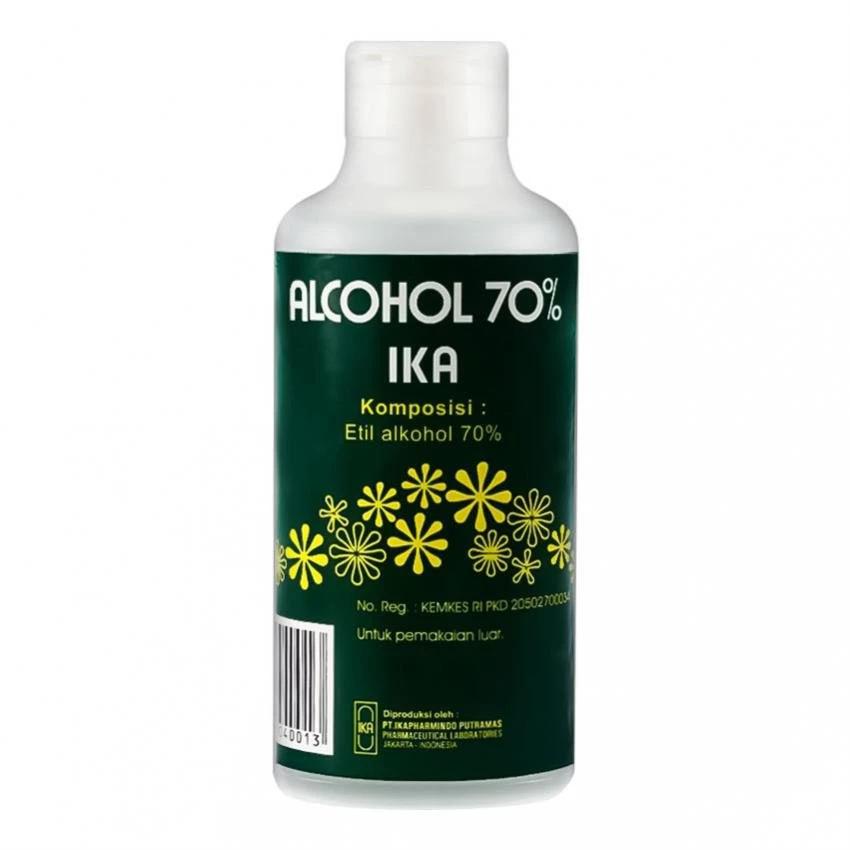 ALCOHOL 70%
IKA
Komposisi :
Etil alkohol 70%
No. Reg. : KEMKES RI PKD 20502700034
Untuk pemakaian luar.
040013
IKA
Diproduksi oleh :
PT.IKAPHARMINDO PUTRAMAS
PHARMACEUTICAL LABORATORIES
JAKARTA - INDONESIA